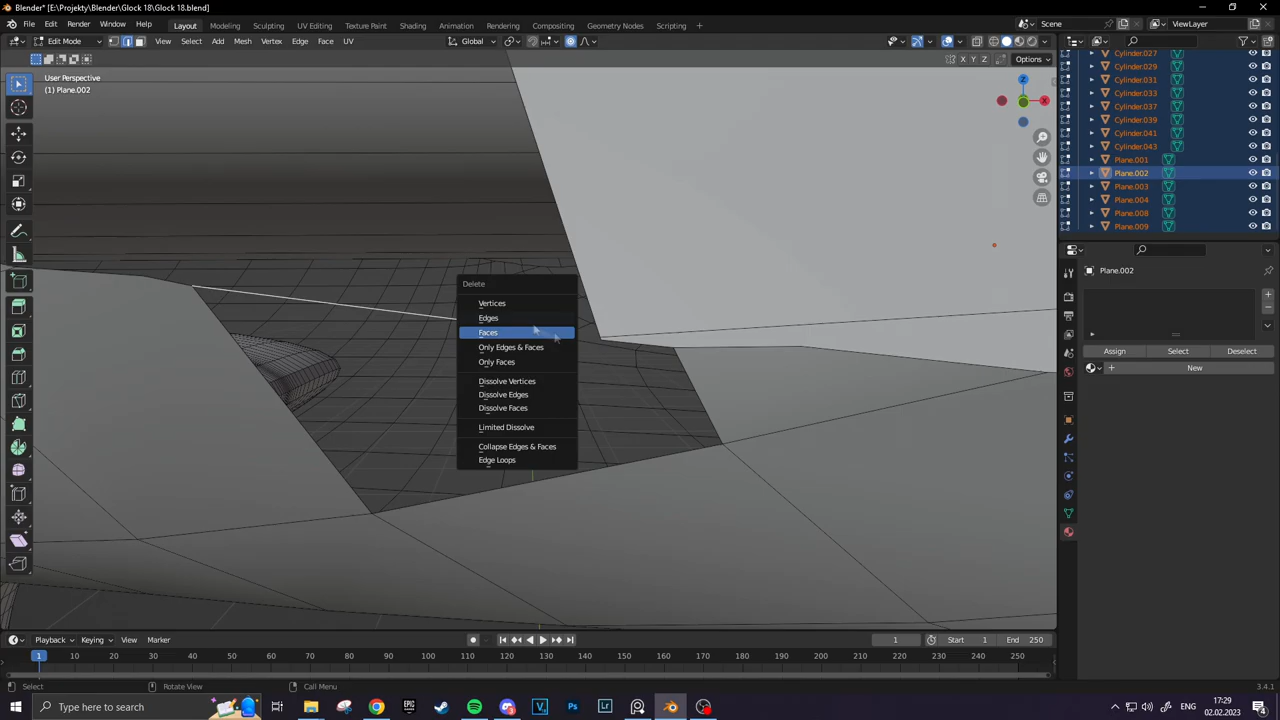 Blender* [E:\Projekty\Glock 18\Glock 18.blend]
File Edit Render Window Help Layout Modeling Sculpting UV Editing Texture Paint Shading Animation Rendering Compositing Geometry Nodes Scripting Scene ViewLayer
Edit Mode View Select Add Mesh Vertex Edge Face UV Global
X Y Z Options
User Perspective
(1) Plane.002
Z
X
Cylinder.027
Cylinder.029
Cylinder.031
Cylinder.033
Cylinder.037
Cylinder.039
Cylinder.041
Cylinder.043
Plane.001
Plane.002
Plane.003
Plane.004
Plane.008
Plane.009
Plane.002
Assign Select Deselect
New
Delete
Vertices
Edges
Faces
Only Edges & Faces
Only Faces
Dissolve Vertices
Dissolve Edges
Dissolve Faces
Limited Dissolve
Collapse Edges & Faces
Edge Loops
Playback Keying View Marker 1 Start 1 End 250
1 10 20 30 40 50 60 70 80 90 100 110 120 130 140 150 160 170 180 190 200 210 220 230 240 250
Select Rotate View Call Menu 3.4.1
Type here to search
17:29
02.02.2023